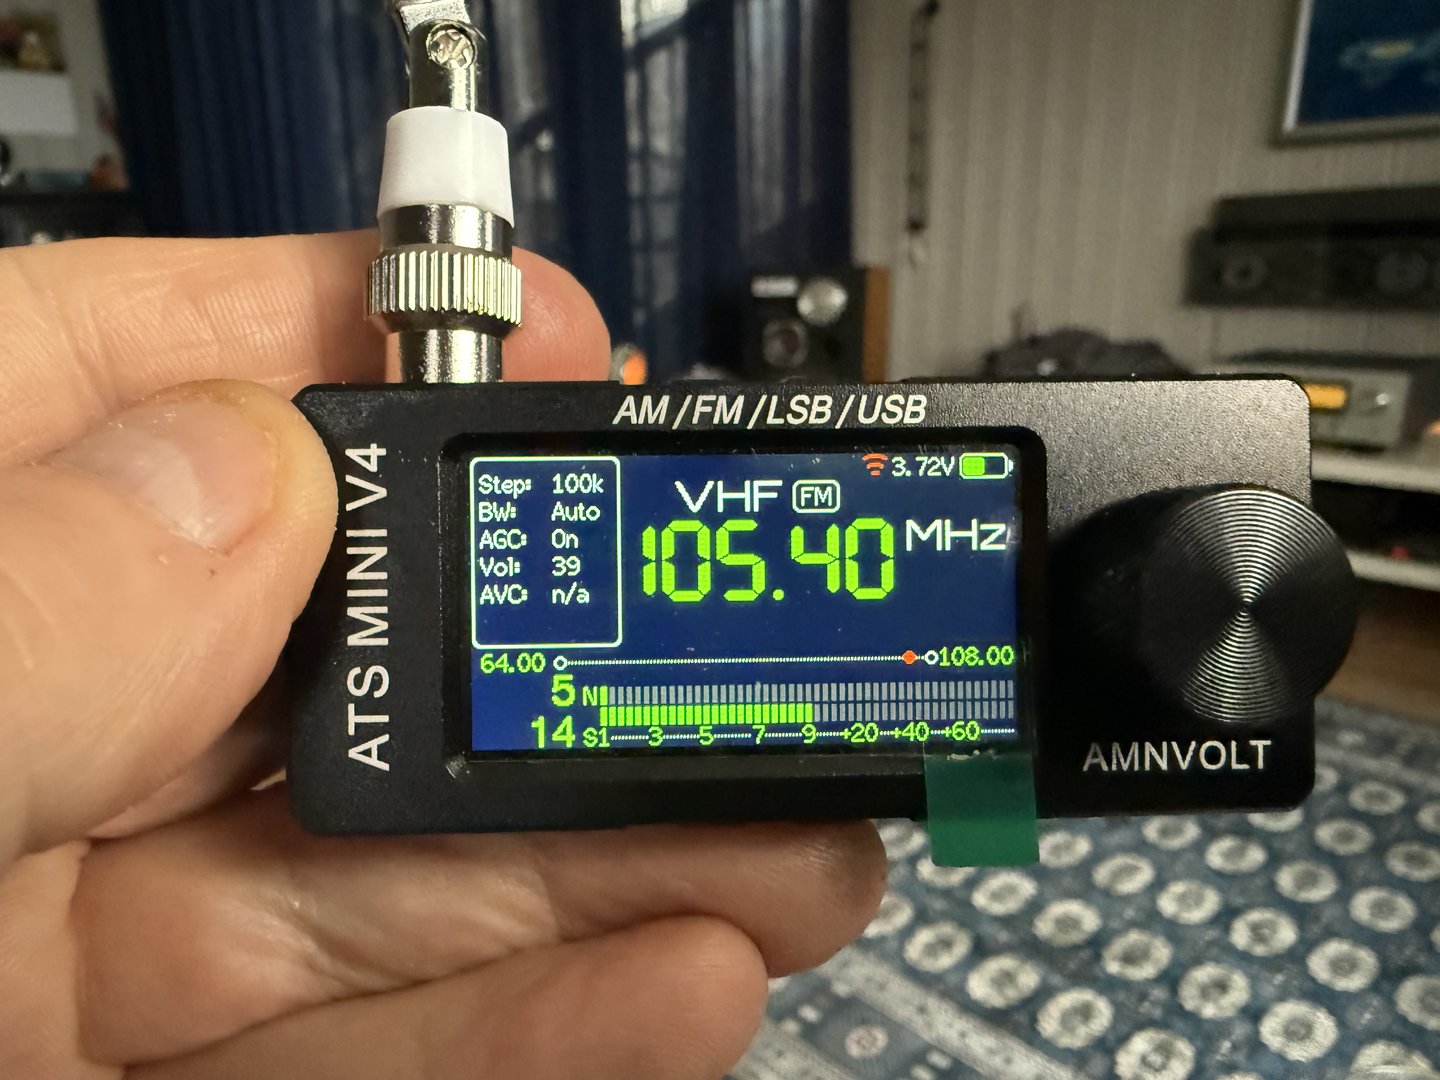 AM/FM/LSB/USB
ATS MINI V4
3.72V
Step: 100k
BW: Auto
AGC: On
Vol: 39
AVC: n/a
VHF FM
105.40 MHz
64.00 108.00
5 N
14 S1 3 5 7 9 +20 +40 +60
AMNVOLT